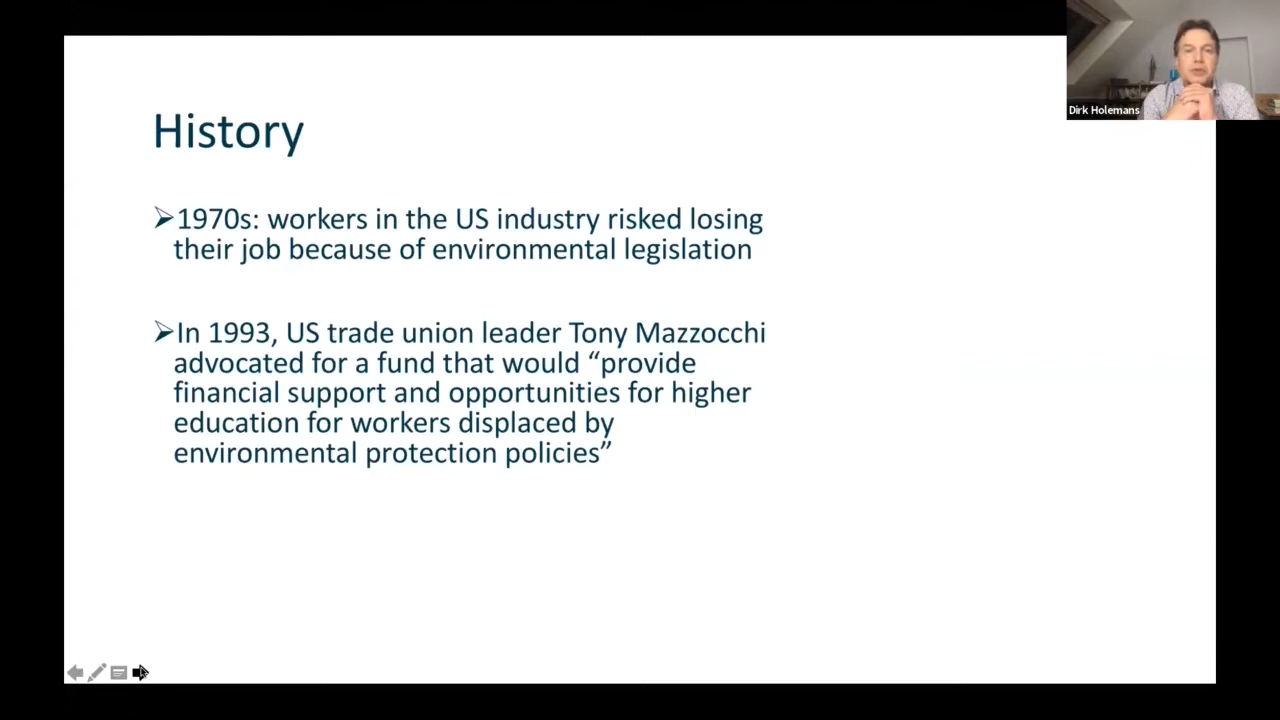 Dirk Holemans
History
➢1970s: workers in the US industry risked losing
their job because of environmental legislation
➢In 1993, US trade union leader Tony Mazzocchi
advocated for a fund that would “provide
financial support and opportunities for higher
education for workers displaced by
environmental protection policies”